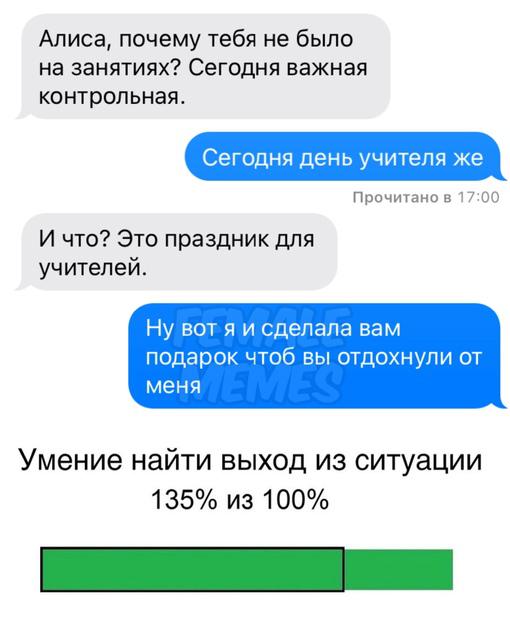 Алиса, почему тебя не было
на занятиях? Сегодня важная
контрольная.
Сегодня день учителя же
Прочитано в 17:00
И что? Это праздник для
учителей.
Ну вот я и сделала вам
подарок чтоб вы отдохнули от
меня
FEMALE
MEMES
Умение найти выход из ситуации
135% из 100%